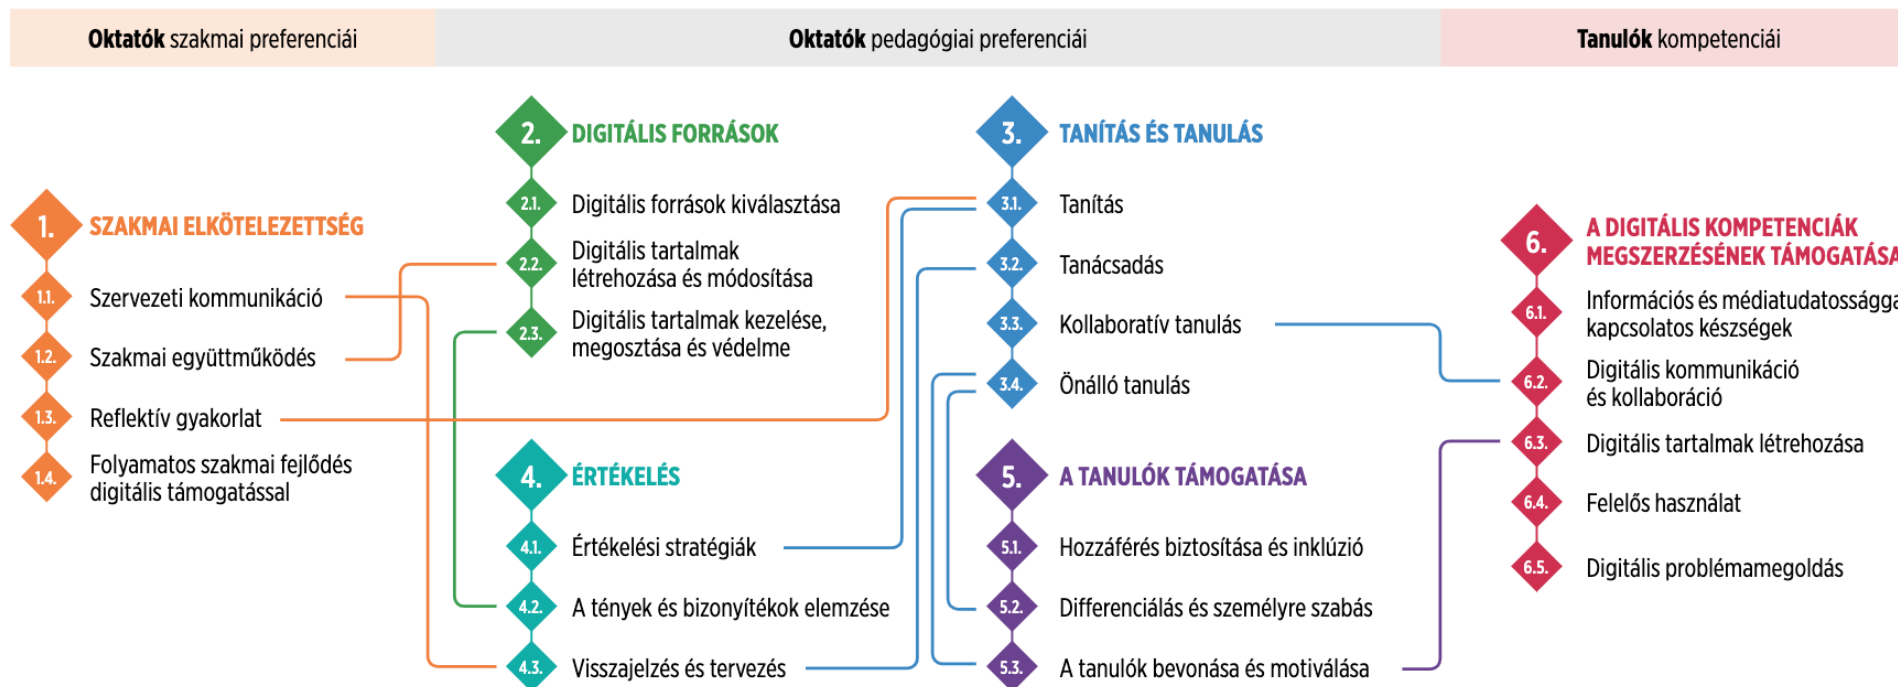 Oktatók szakmai preferenciái
Oktatók pedagógiai preferenciái
Tanulók kompetenciái
1. SZAKMAI ELKÖTELEZETTSÉG
1.1. Szervezeti kommunikáció
1.2. Szakmai együttműködés
1.3. Reflektív gyakorlat
1.4. Folyamatos szakmai fejlődés
digitális támogatással
2. DIGITÁLIS FORRÁSOK
2.1. Digitális források kiválasztása
2.2. Digitális tartalmak
létrehozása és módosítása
2.3. Digitális tartalmak kezelése,
megosztása és védelme
3. TANÍTÁS ÉS TANULÁS
3.1. Tanítás
3.2. Tanácsadás
3.3. Kollaboratív tanulás
3.4. Önálló tanulás
4. ÉRTÉKELÉS
4.1. Értékelési stratégiák
4.2. A tények és bizonyítékok elemzése
4.3. Visszajelzés és tervezés
5. A TANULÓK TÁMOGATÁSA
5.1. Hozzáférés biztosítása és inklúzió
5.2. Differenciálás és személyre szabás
5.3. A tanulók bevonása és motiválása
6. A DIGITÁLIS KOMPETENCIÁK
MEGSZERZÉSÉNEK TÁMOGATÁSA
6.1. Információs és médiatudatosságga
kapcsolatos készségek
6.2. Digitális kommunikáció
és kollaboráció
6.3. Digitális tartalmak létrehozása
6.4. Felelős használat
6.5. Digitális problémamegoldás